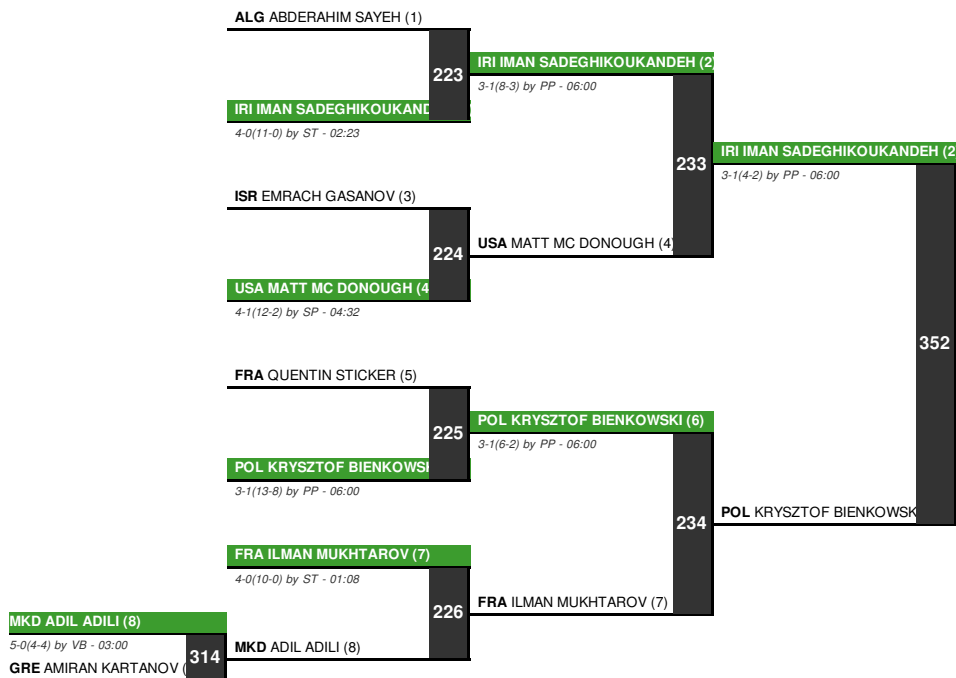 ALG ABDERAHIM SAYEH (1)
223
IRI IMAN SADEGHIKOUKAND
4-0(11-0) by ST - 02:23
IRI IMAN SADEGHIKOUKANDEH (2)
3-1(8-3) by PP - 06:00
ISR EMRACH GASANOV (3)
224
USA MATT MC DONOUGH (4
4-1(12-2) by SP - 04:32
233
USA MATT MC DONOUGH (4)
IRI IMAN SADEGHIKOUKANDEH (2
3-1(4-2) by PP - 06:00
352
FRA QUENTIN STICKER (5)
225
POL KRYSZTOF BIENKOWSI
3-1(13-8) by PP - 06:00
POL KRYSZTOF BIENKOWSKI (6)
3-1(6-2) by PP - 06:00
234
POL KRYSZTOF BIENKOWSK
FRA ILMAN MUKHTAROV (7)
4-0(10-0) by ST - 01:08
226
FRA ILMAN MUKHTAROV (7)
MKD ADIL ADILI (8)
MKD ADIL ADILI (8)
5-0(4-4) by VB - 03:00
314
GRE AMIRAN KARTANOV (